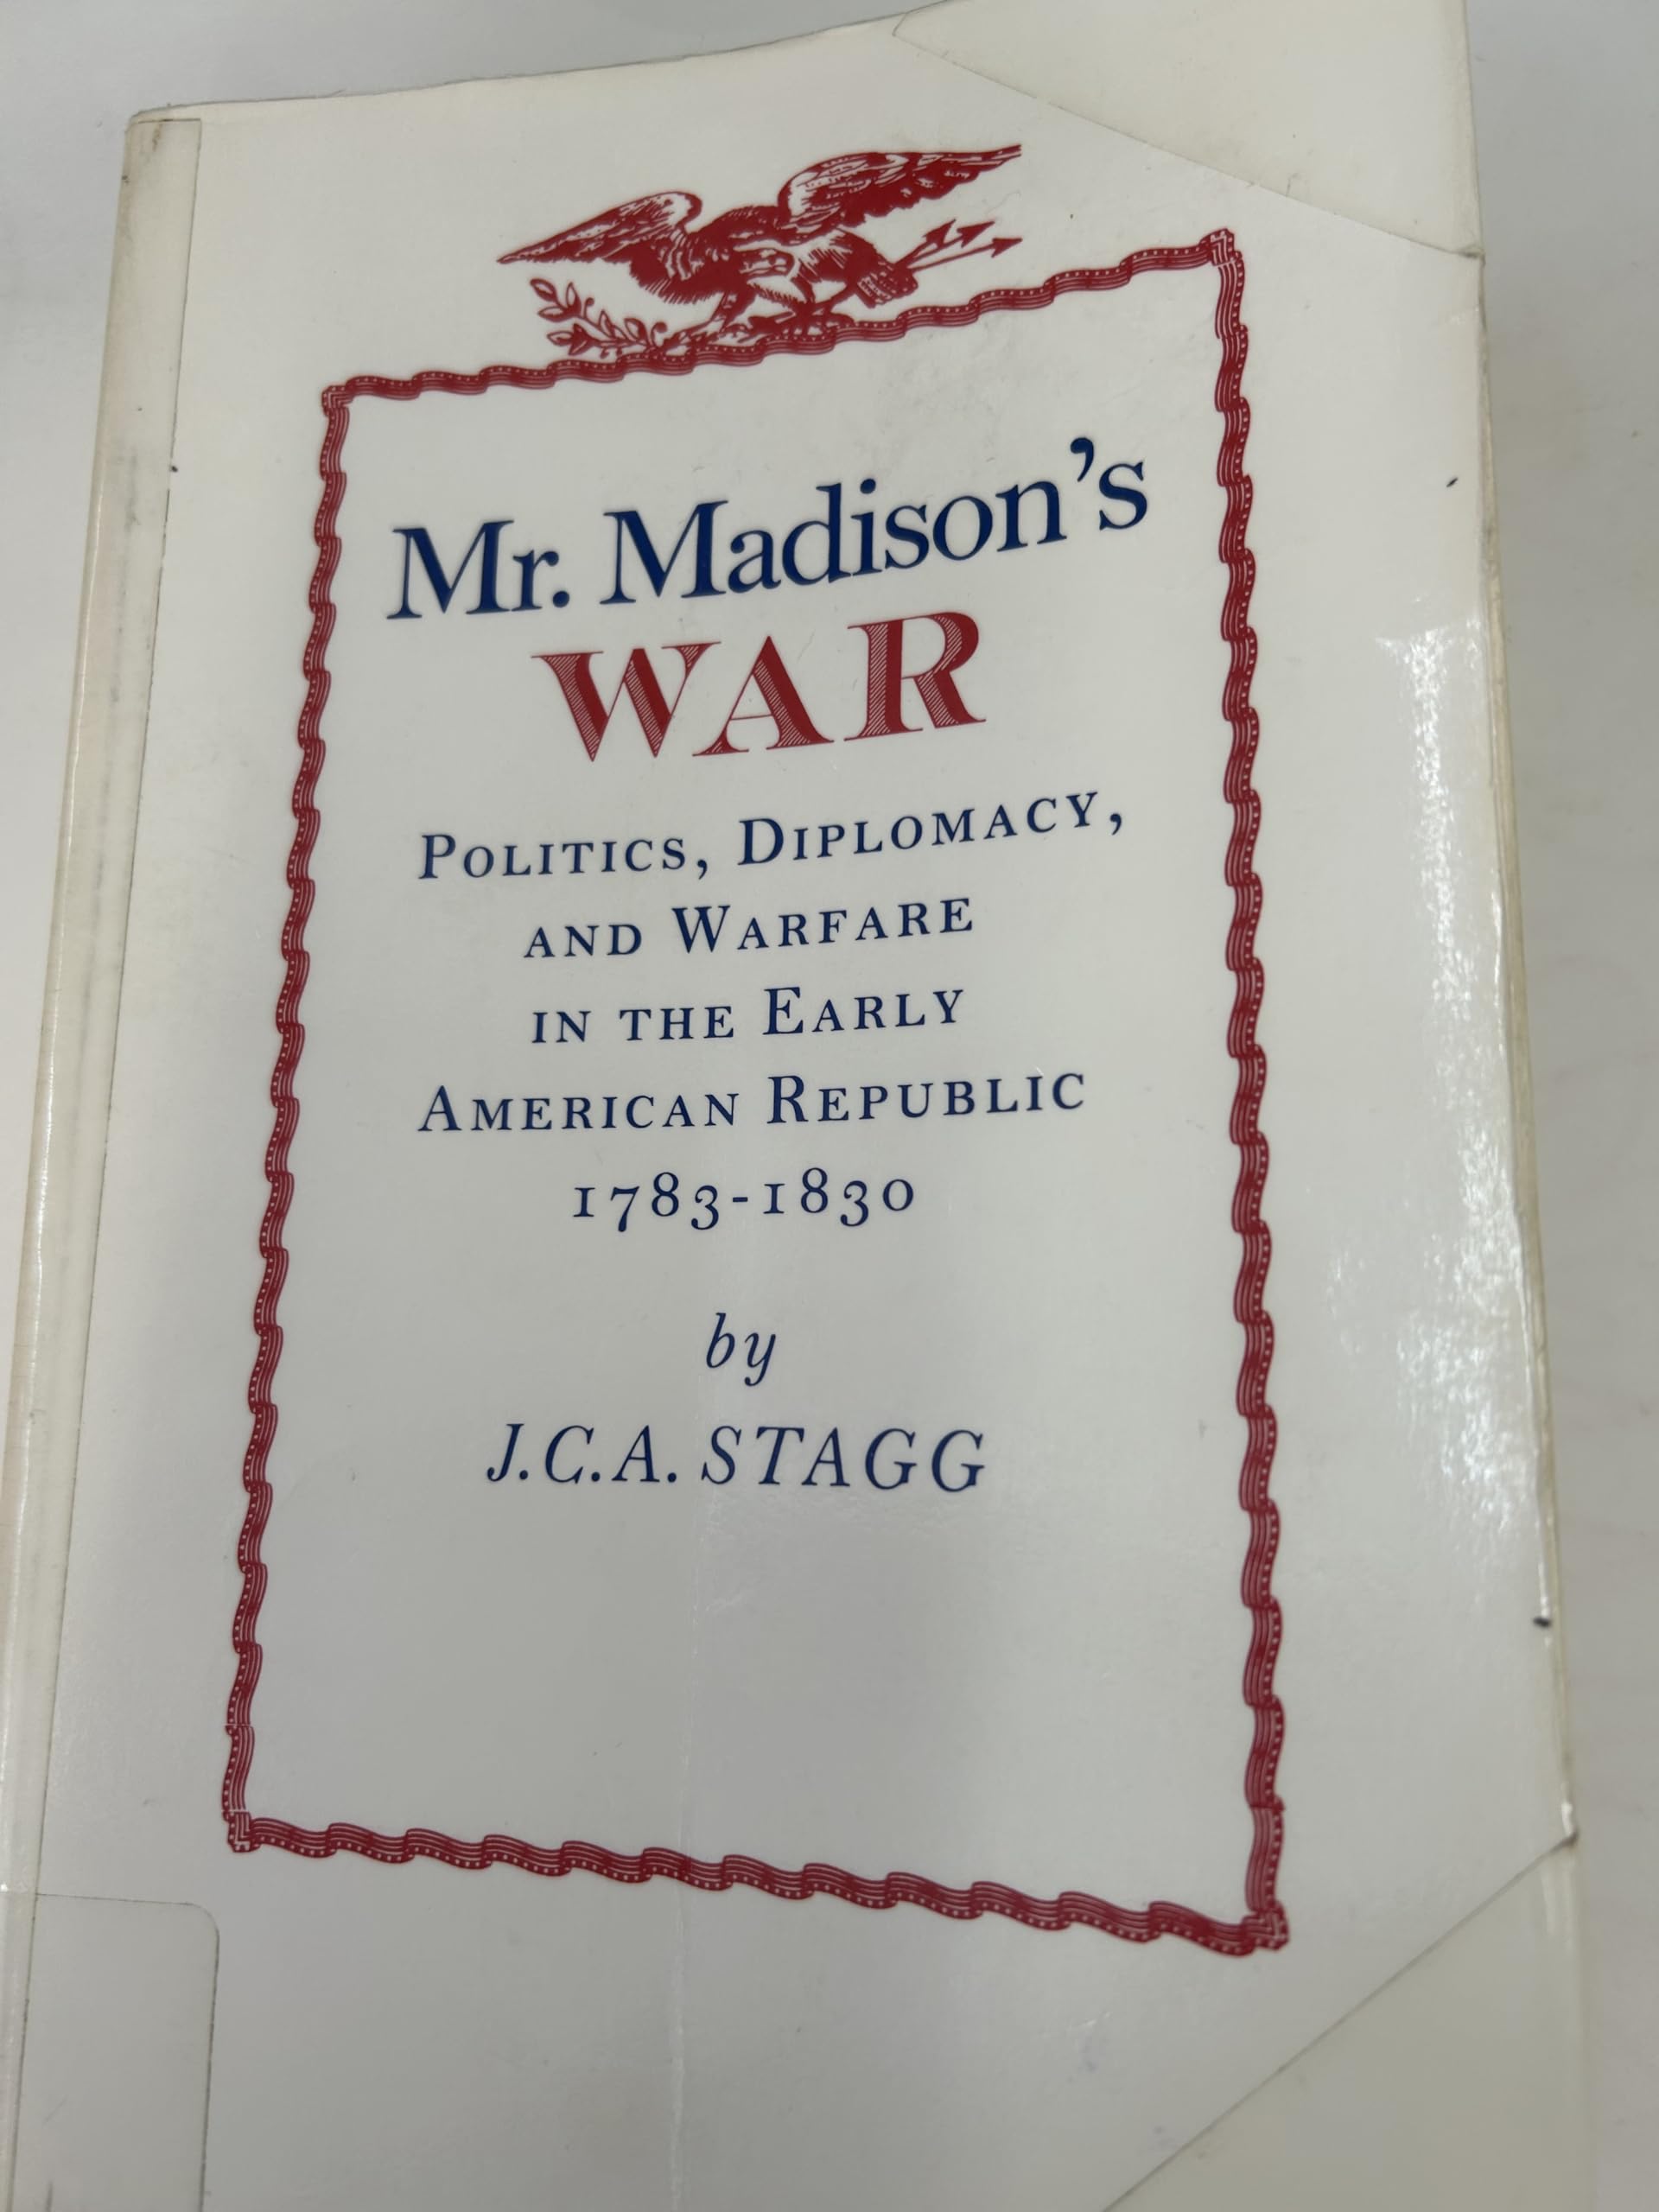 Mr. Madison's
WAR
POLITICS, DIPLOMACY,
AND WARFARE
IN THE EARLY
AMERICAN REPUBLIC
1783-1830
by
J.C.A. STAGG